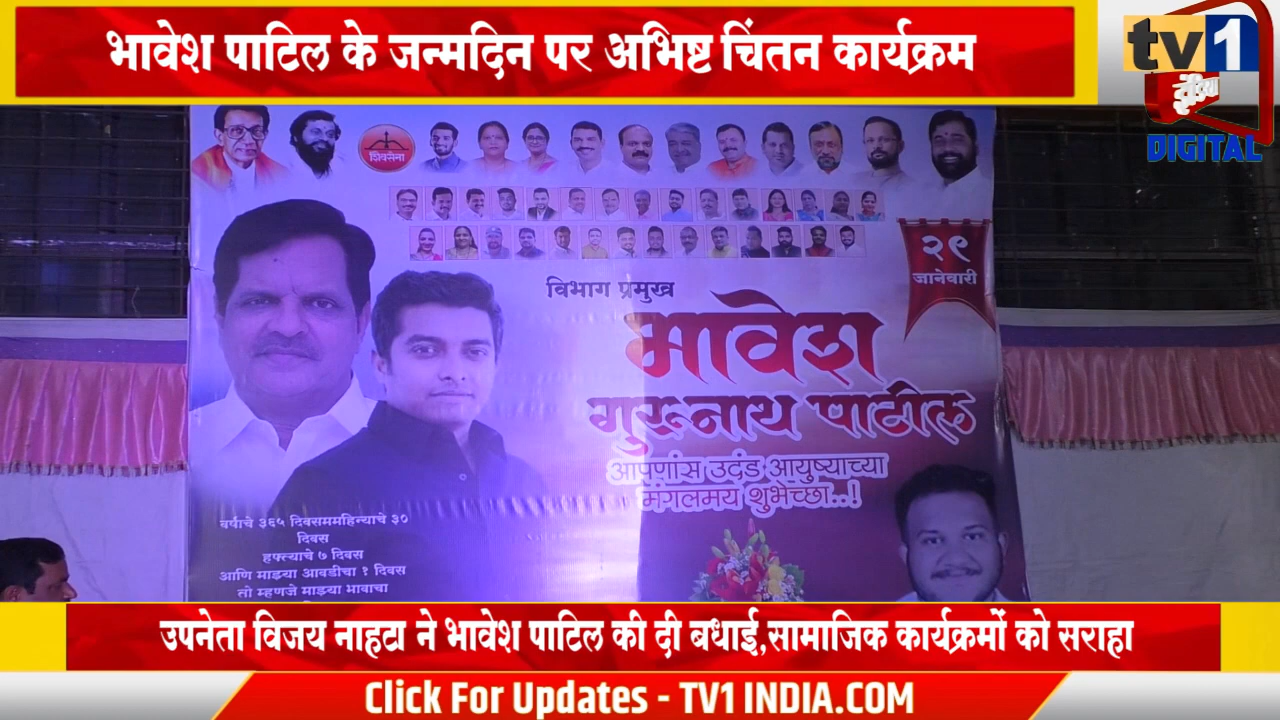 भावेश पाटिल के जन्मदिन पर अभिष्ट चिंतन कार्यक्रम
tv1
इंडिया
DIGITAL
शिवसेना
२९
जानेवारी
विभाग प्रमुख
भावेश
गुरुनाथ पाटील
आपणांस उदंड आयुष्याच्या
मंगलमय शुभेच्छा..!
वर्षाचे ३६५ दिवसममहिन्याचे ३०
दिवस
हफ्त्याचे ७ दिवस
आणि माझ्या आवडीचा १ दिवस
तो म्हणजे माझ्या भावाचा
उपनेता विजय नाहटा ने भावेश पाटिल की दी बधाई,सामाजिक कार्यक्रमों को सराहा
Click For Updates - TV1 INDIA.COM